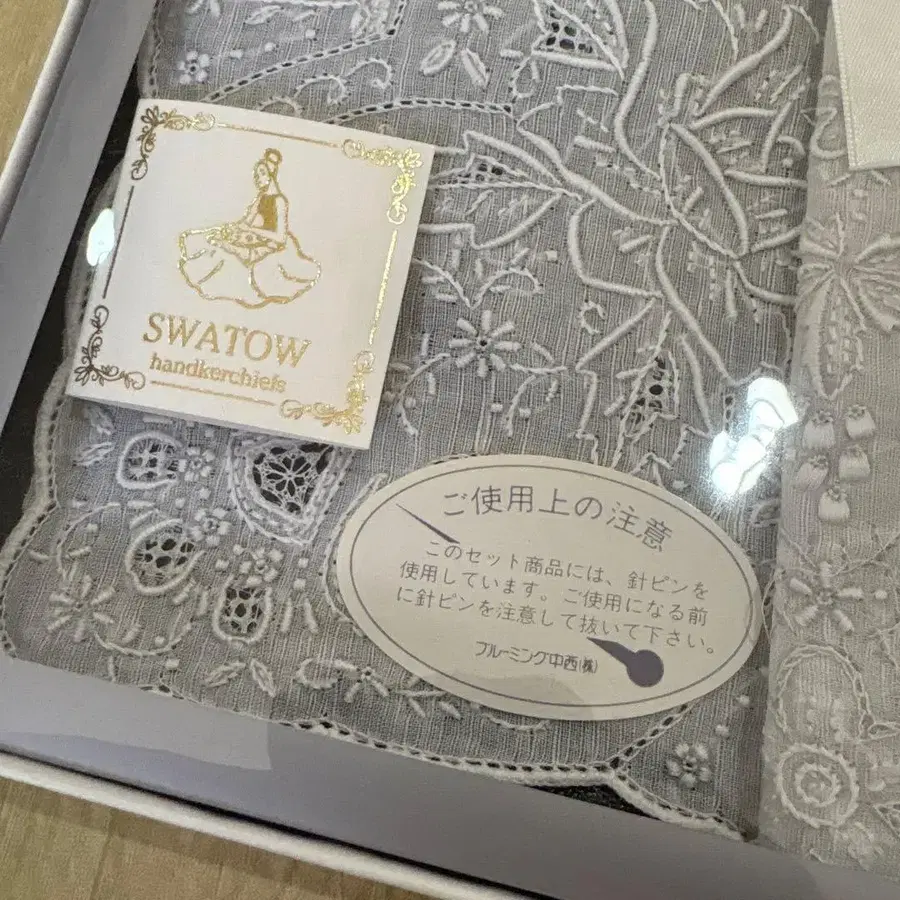 SWATOW
handkerchiefs
ご使用上の注意
このセット商品には、針ピンを
使用しています。ご使用になる前
に針ピンを注意して抜いて下さい。
ブルーミング中西(株)